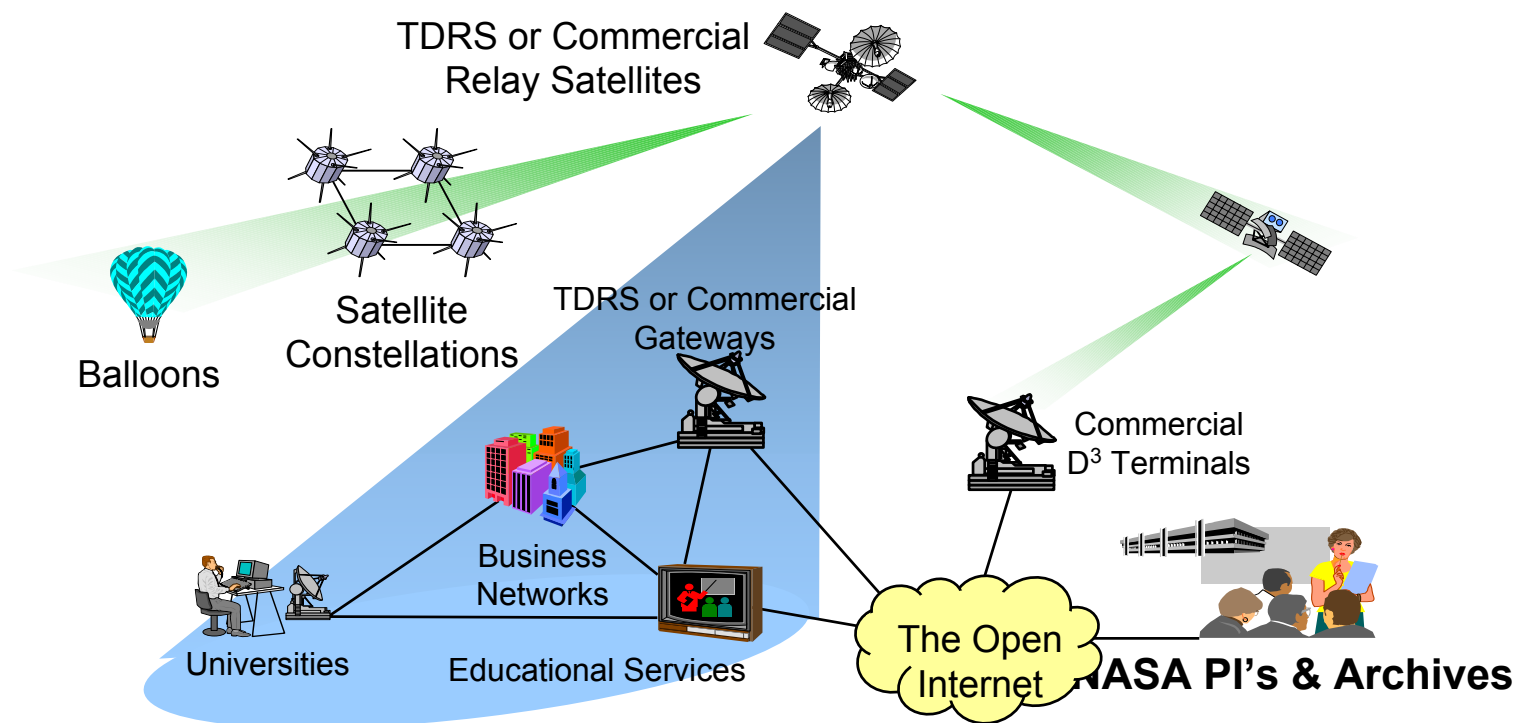 TDRS or Commercial
Relay Satellites
TDRS or Commercial
Gateways
Satellite
Constellations
Balloons
Commercial
D³ Terminals
Business
Networks
Universities
Educational Services
The Open
Internet
NASA PI's & Archives